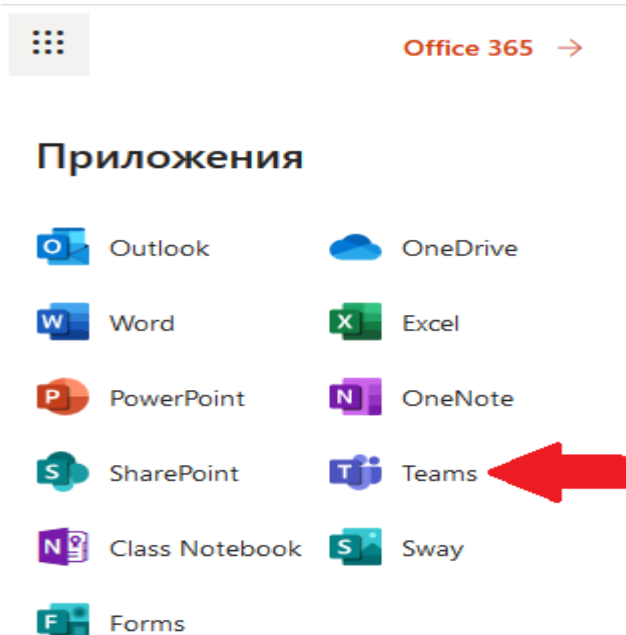 Office 365 →
Приложения
Outlook OneDrive
Word Excel
PowerPoint OneNote
SharePoint Teams
Class Notebook Sway
Forms